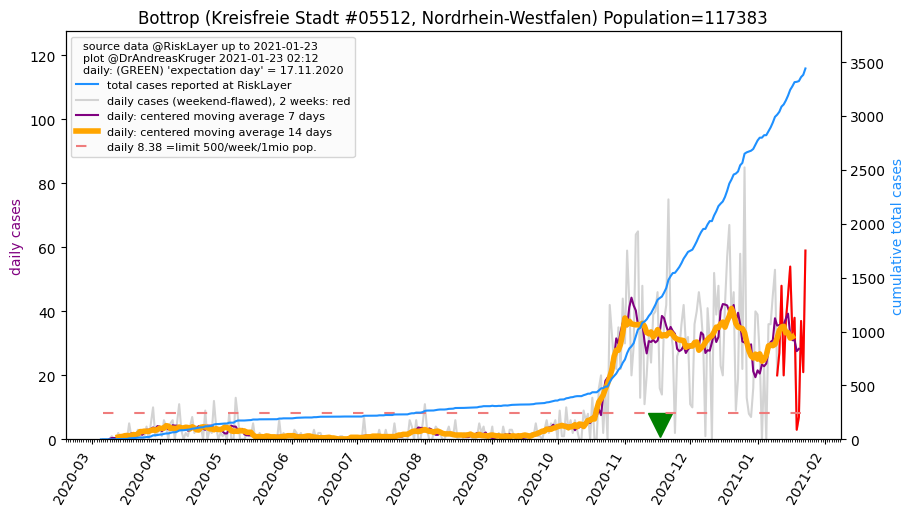 Bottrop (Kreisfreie Stadt #05512, Nordrhein-Westfalen) Population=117383
source data @RiskLayer up to 2021-01-23
plot @DrAndreasKruger 2021-01-23 02:12
daily: (GREEN) 'expectation day' = 17.11.2020
total cases reported at RiskLayer
daily cases (weekend-flawed), 2 weeks: red
daily: centered moving average 7 days
daily: centered moving average 14 days
daily 8.38 =limit 500/week/1mio pop.
daily cases
120
100
80
60
40
20
0
3500
3000
2500
2000
1500
1000
500
0
cumulative total cases
2020-03
2020-04
2020-05
2020-06
2020-07
2020-08
2020-09
2020-10
2020-11
2020-12
2021-01
2021-02